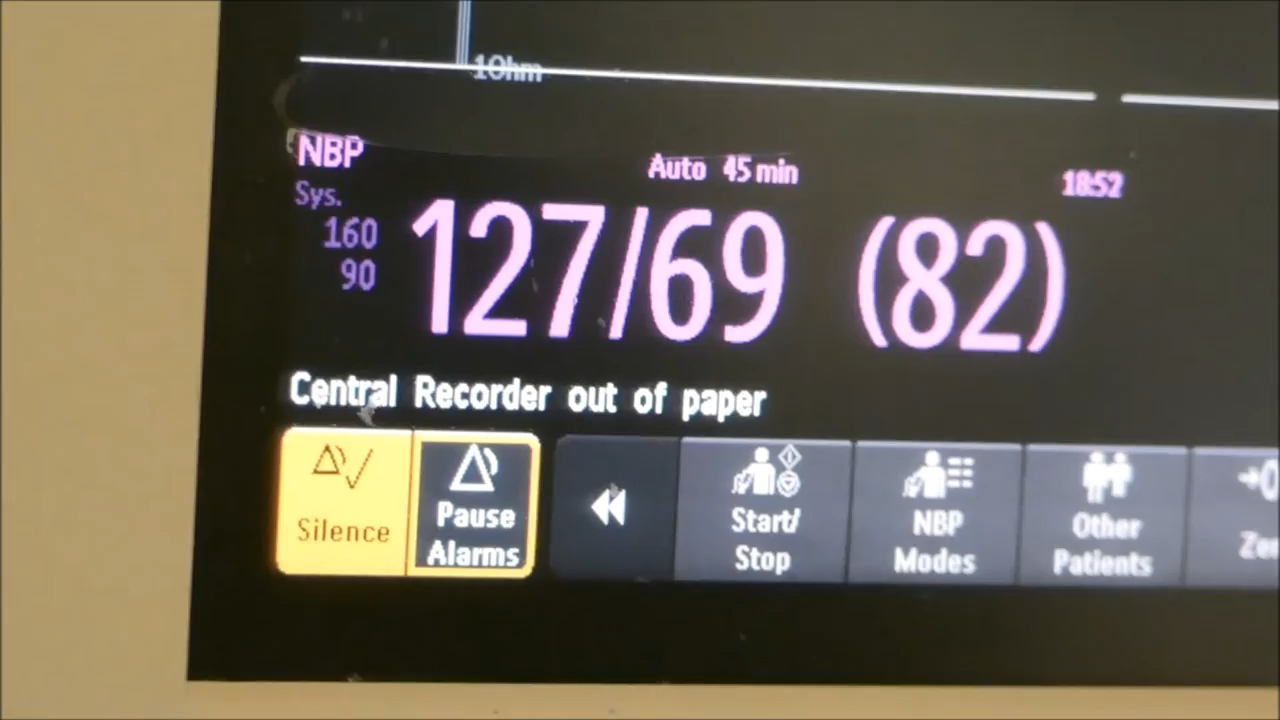 1Ohm
NBP
Auto 45 min
18:52
Sys.
160
90
127/69 (82)
Central Recorder out of paper
Silence
Pause
Alarms
Start/
Stop
NBP
Modes
Other
Patients